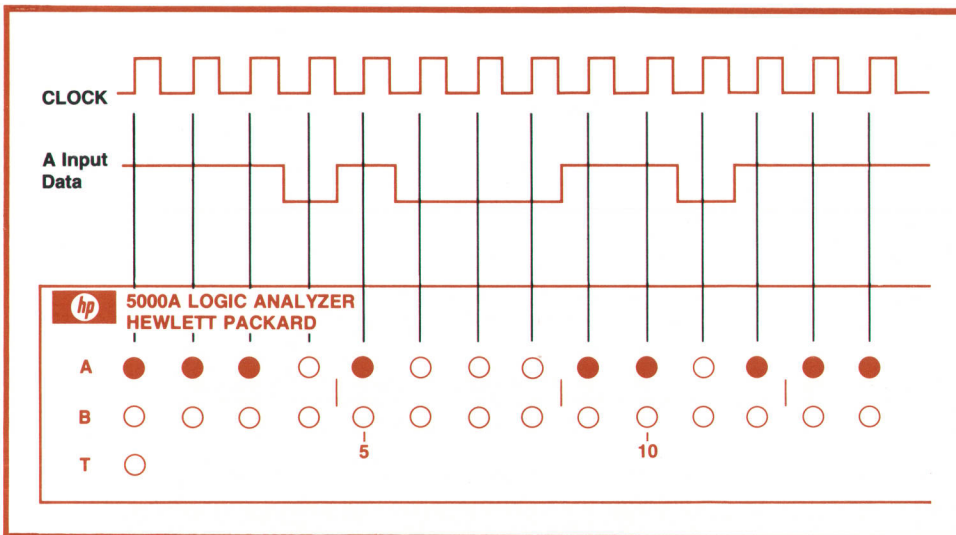 CLOCK
A Input
Data
hp
5000A LOGIC ANALYZER
HEWLETT PACKARD
A
B
5
10
T